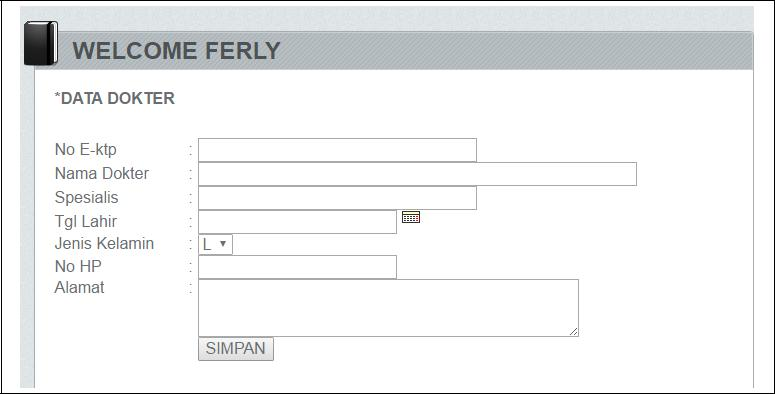 WELCOME FERLY
*DATA DOKTER
No E-ktp :
Nama Dokter :
Spesialis :
Tgl Lahir :
Jenis Kelamin : L
No HP :
Alamat :
SIMPAN